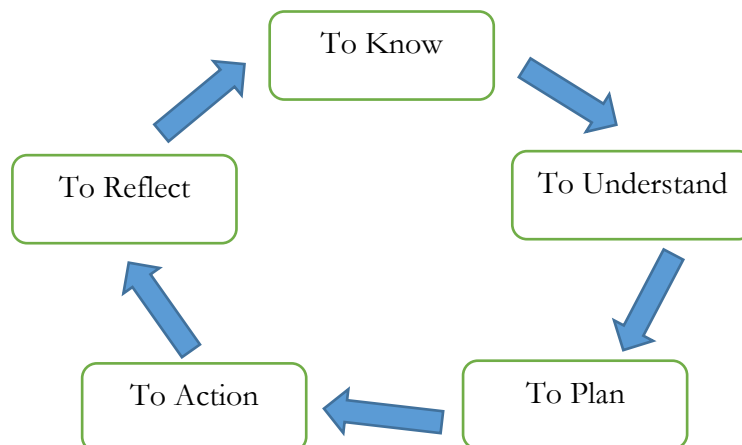 To Know
To Understand
To Plan
To Action
To Reflect